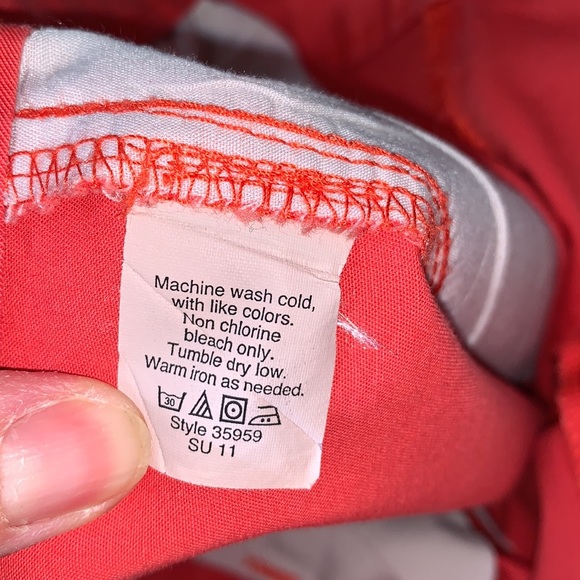 Machine wash cold,
with like colors.
Non chlorine
bleach only.
Tumble dry low.
Warm iron as needed.
30
Style 35959
SU 11